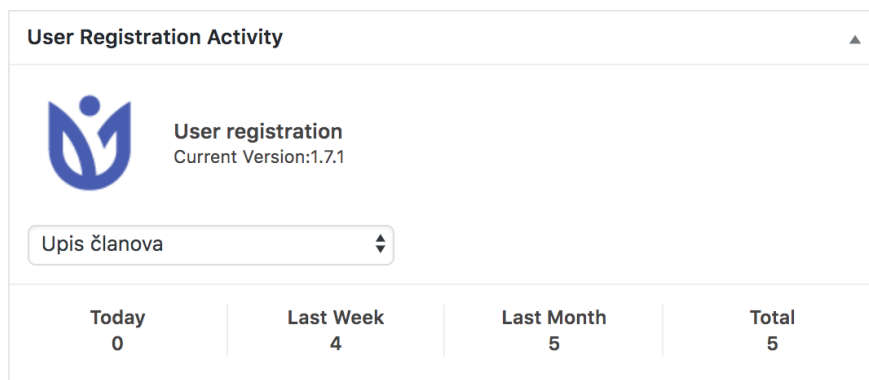 User Registration Activity
User registration
Current Version:1.7.1
Upis članova
Today Last Week Last Month Total
0 4 5 5